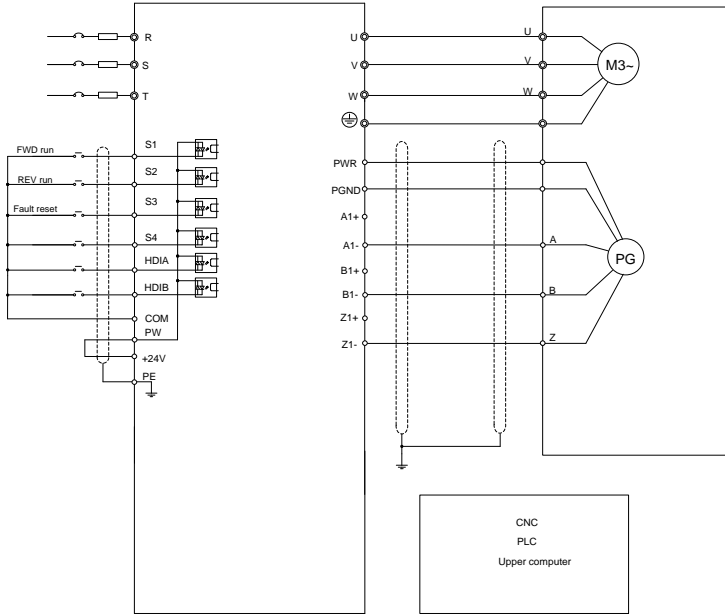 R
S
T
FWD run
REV run
Fault reset
S1
S2
S3
S4
HDIA
HDIB
COM
PW
+24V
PE
U
V
W
PWR
PGND
A1+
A1-
B1+
B1-
Z1+
Z1-
U
V
W
A
B
Z
M3~
PG
CNC
PLC
Upper computer